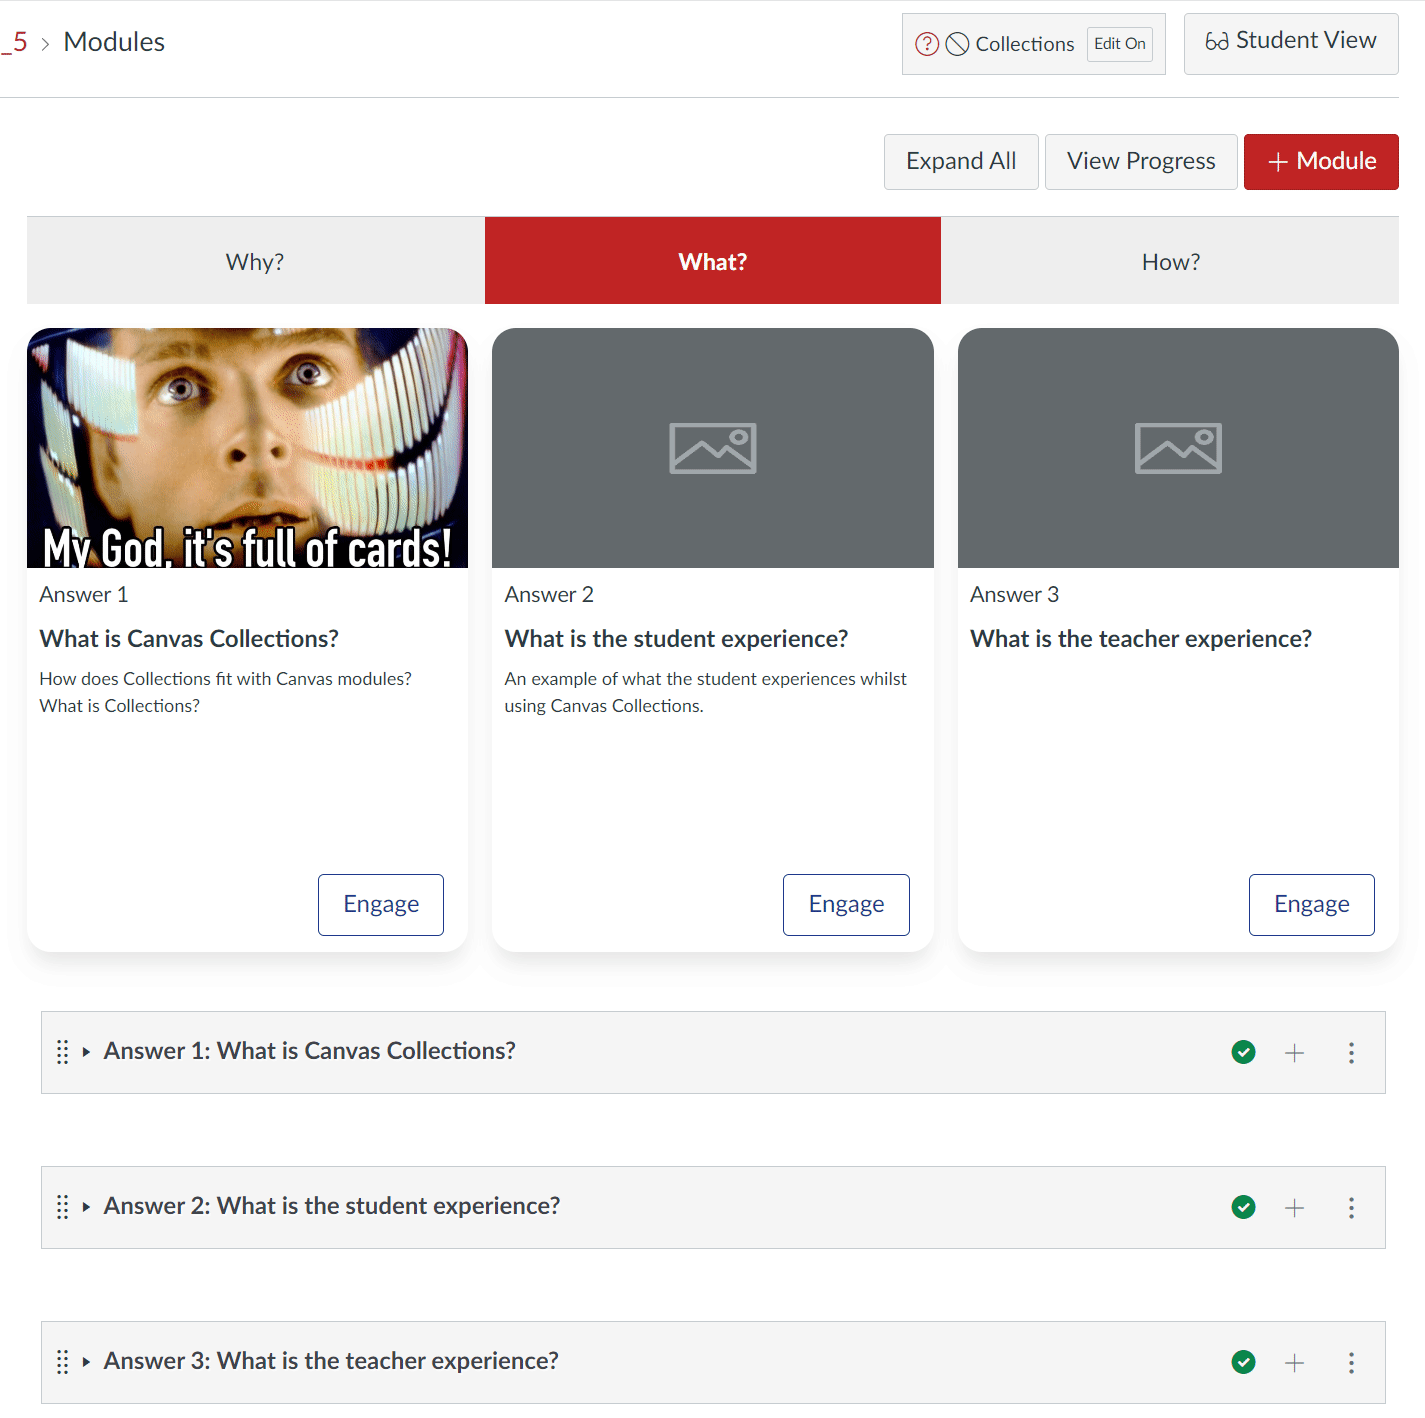 _5 > Modules
? Collections Edit On
Student View
Expand All
View Progress
+ Module
Why?
What?
How?
My God, it's full of cards!
Answer 1
What is Canvas Collections?
How does Collections fit with Canvas modules?
What is Collections?
Engage
Answer 2
What is the student experience?
An example of what the student experiences whilst
using Canvas Collections.
Engage
Answer 3
What is the teacher experience?
Engage
Answer 1: What is Canvas Collections?
Answer 2: What is the student experience?
Answer 3: What is the teacher experience?